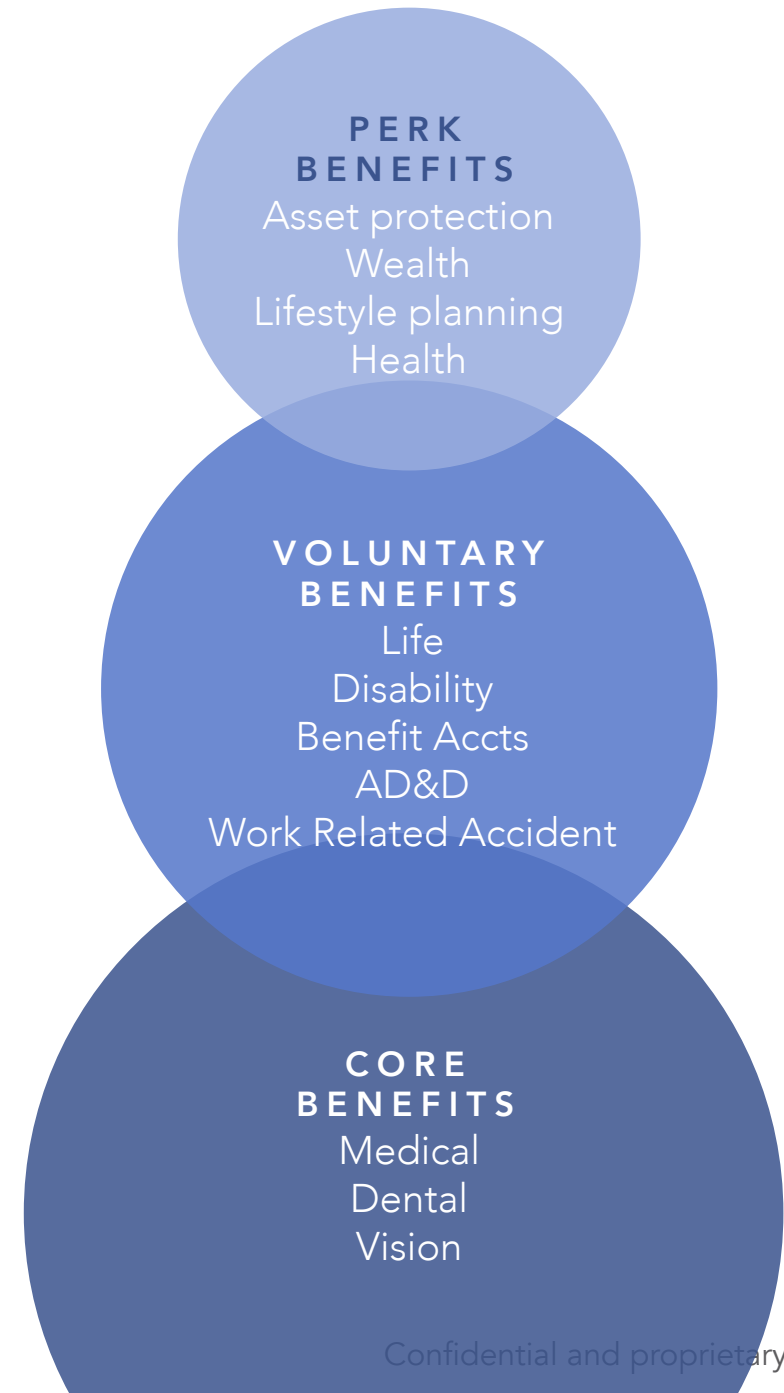 PERK
BENEFITS
Asset protection
Wealth
Lifestyle planning
Health
VOLUNTARY
BENEFITS
Life
Disability
Benefit Accts
AD&D
Work Related Accident
CORE
BENEFITS
Medical
Dental
Vision
Confidential and proprietary